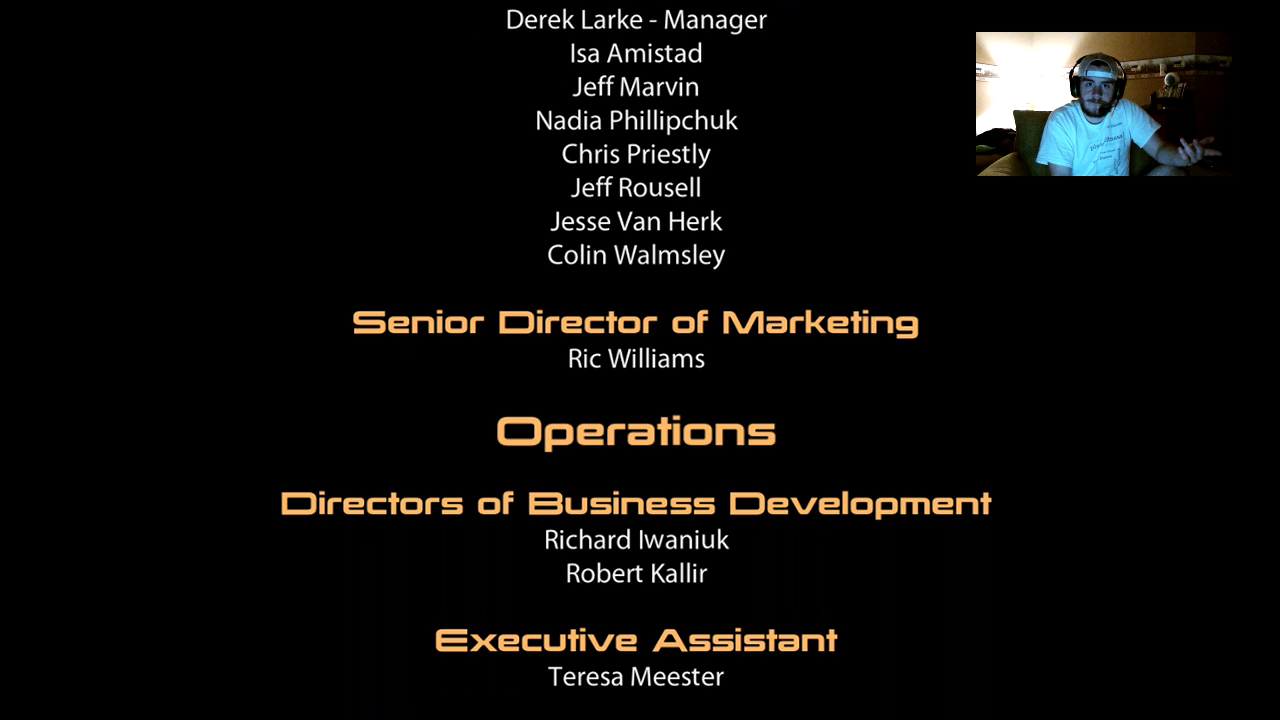 Derek Larke - Manager
Isa Amistad
Jeff Marvin
Nadia Phillipchuk
Chris Priestly
Jeff Rousell
Jesse Van Herk
Colin Walmsley
Senior Director of Marketing
Ric Williams
Operations
Directors of Business Development
Richard Iwaniuk
Robert Kallir
Executive Assistant
Teresa Meester